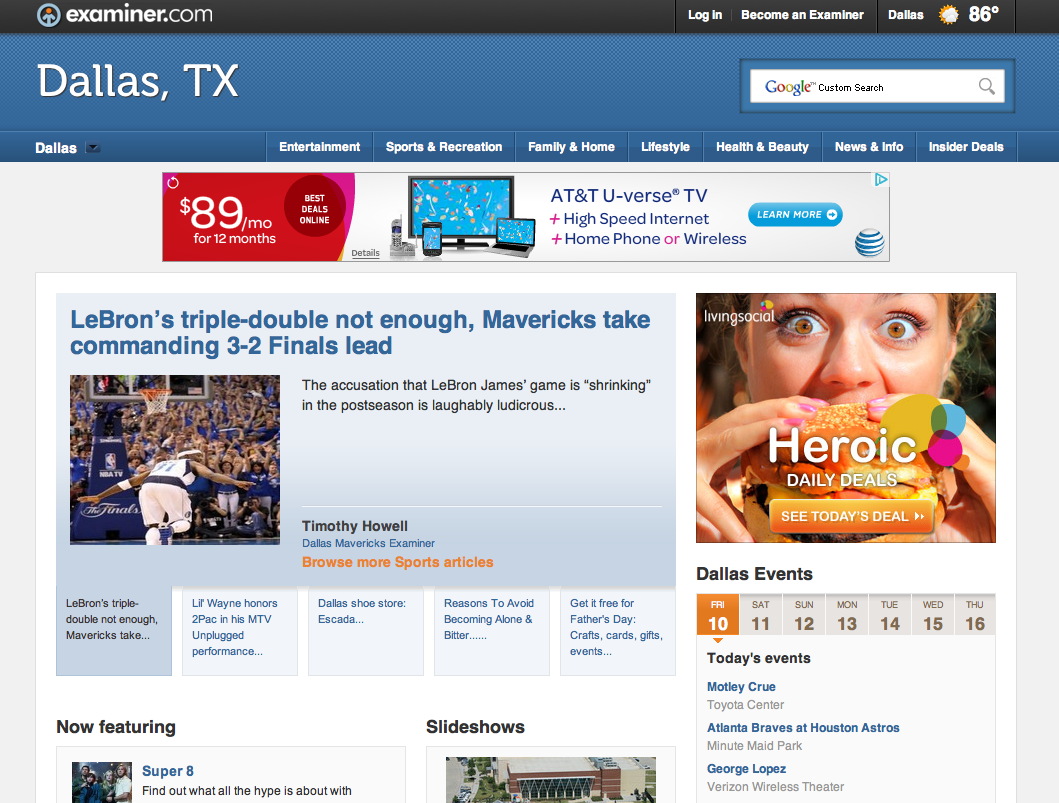 examiner.com
Log In
Become an Examiner
Dallas
86°
Dallas, TX
Google™ Custom Search
Dallas
Entertainment
Sports & Recreation
Family & Home
Lifestyle
Health & Beauty
News & Info
Insider Deals
$89/mo
for 12 months
BEST
DEALS
ONLINE
Details
AT&T U-verse® TV
+ High Speed Internet
+ Home Phone or Wireless
LEARN MORE
LeBron’s triple-double not enough, Mavericks take
commanding 3-2 Finals lead
NBA TV
The Finals
The accusation that LeBron James’ game is “shrinking”
in the postseason is laughably ludicrous...
Timothy Howell
Dallas Mavericks Examiner
Browse more Sports articles
LeBron’s triple-
double not enough,
Mavericks take...
Lil' Wayne honors
2Pac in his MTV
Unplugged
performance...
Dallas shoe store:
Escada...
Reasons To Avoid
Becoming Alone &
Bitter......
Get it free for
Father's Day:
Crafts, cards, gifts,
events...
livingsocial
Heroic
DAILY DEALS
SEE TODAY'S DEAL
Dallas Events
FRI SAT SUN MON TUE WED THU
10 11 12 13 14 15 16
Today's events
Motley Crue
Toyota Center
Atlanta Braves at Houston Astros
Minute Maid Park
George Lopez
Verizon Wireless Theater
Now featuring
Super 8
Find out what all the hype is about with
Slideshows